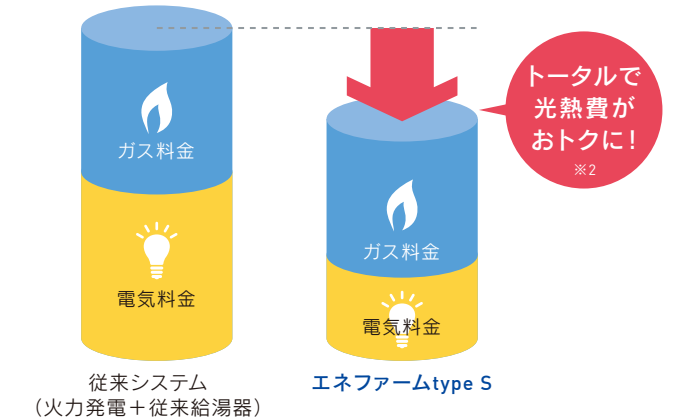 トータルで
光熱費が
おトクに!
※2
ガス料金
電気料金
ガス料金
電気料金
従来システム
（火力発電＋従来給湯器）
エネファームtype S